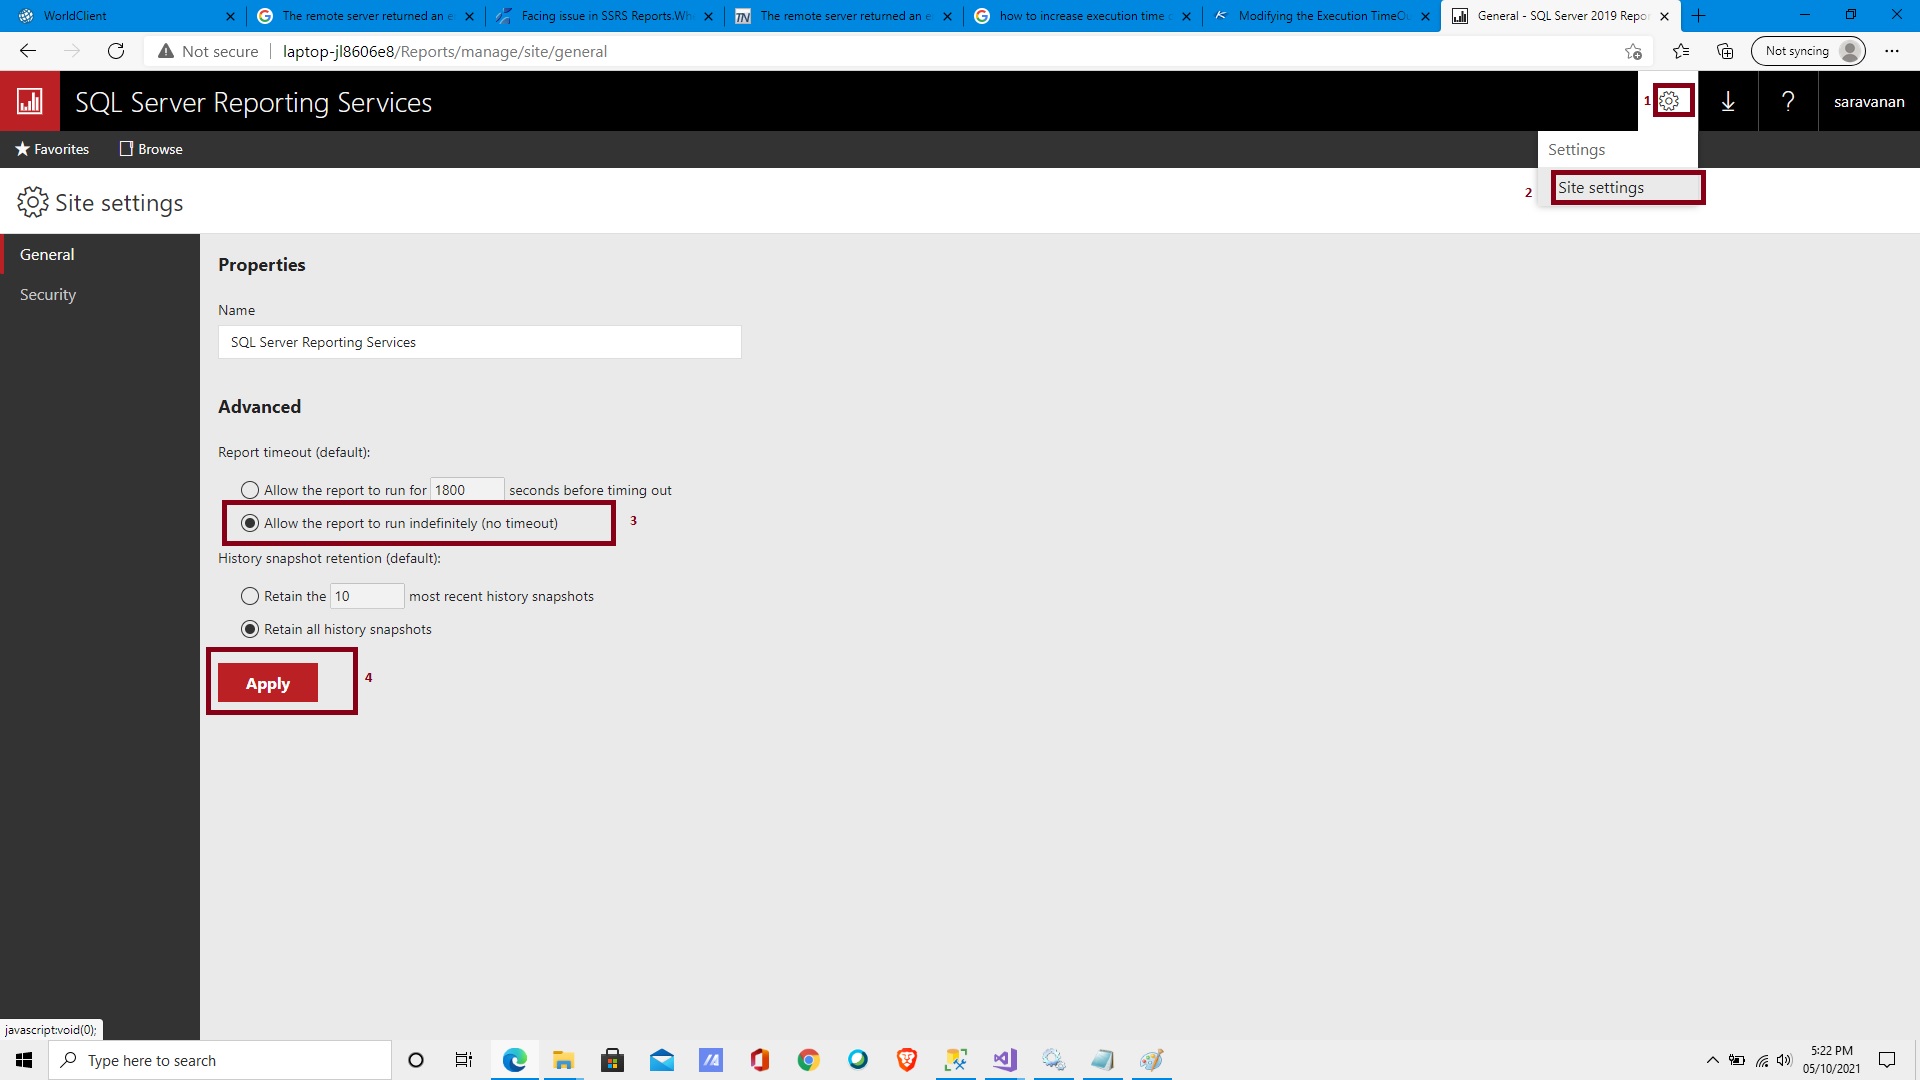 WorldClient
The remote server returned an e
Facing issue in SSRS Reports.Wh
TN
The remote server returned an e
how to increase execution time o
Modifying the Execution TimeOu
General - SQL Server 2019 Repor
Not secure
laptop-jl8606e8/Reports/manage/site/general
Not syncing
SQL Server Reporting Services
1
?
saravanan
Favorites
Browse
Settings
2
Site settings
Site settings
General
Security
Properties
Name
SQL Server Reporting Services
Advanced
Report timeout (default):
Allow the report to run for 1800 seconds before timing out
Allow the report to run indefinitely (no timeout)
3
History snapshot retention (default):
Retain the 10 most recent history snapshots
Retain all history snapshots
Apply
4
javascript:void(0);
Type here to search
5:22 PM
05/10/2021